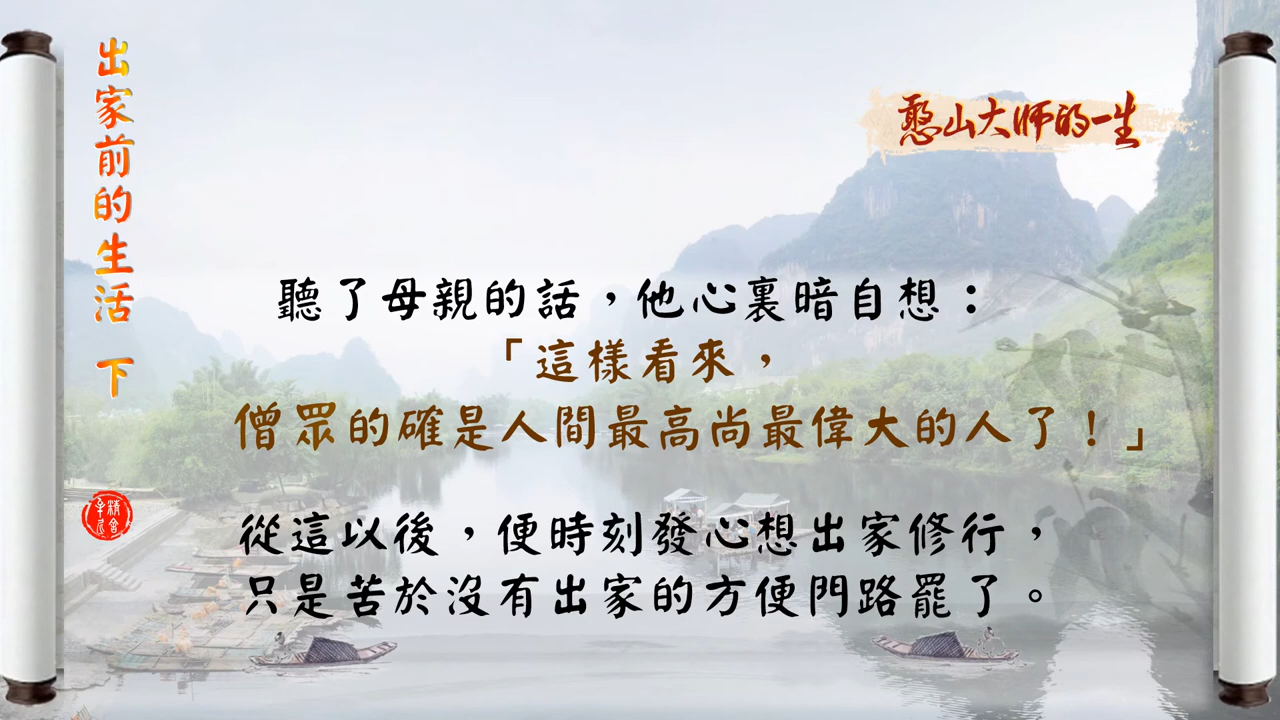 憨山大师的一生
出家前的生活 下
聽了母親的話，他心裏暗自想：
「這樣看來，
僧眾的確是人間最高尚最偉大的人了！」
從這以後，便時刻發心想出家修行，
只是苦於沒有出家的方便門路罷了。